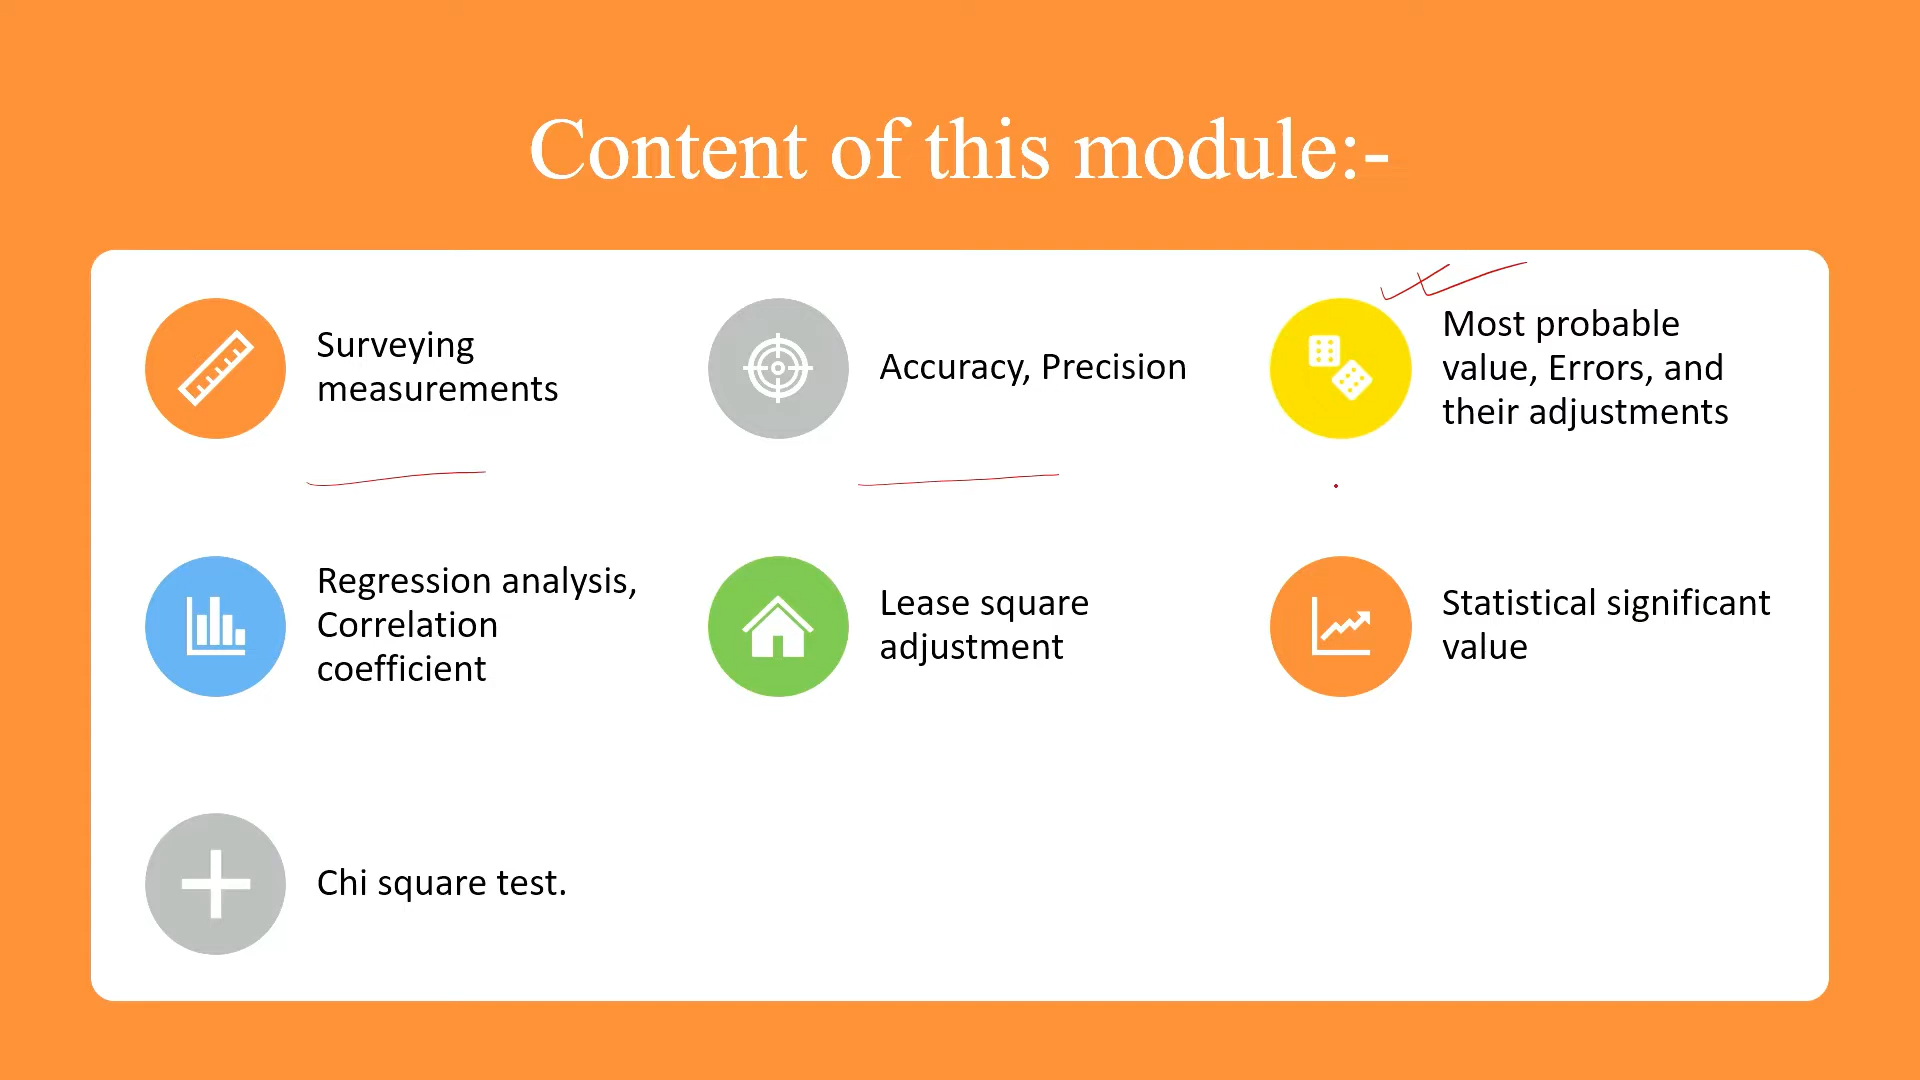 Content of this module:-
Surveying
measurements
Accuracy, Precision
Most probable
value, Errors, and
their adjustments
Regression analysis,
Correlation
coefficient
Lease square
adjustment
Statistical significant
value
Chi square test.